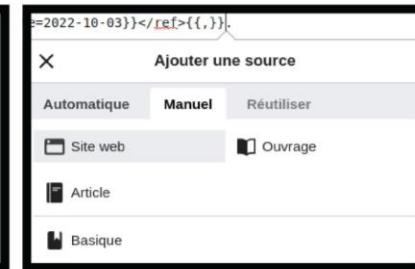 e=2022-10-03}}</ref>{{,}}.
Ajouter une source
Automatique Manuel Réutiliser
Site web Ouvrage
Article
Basique